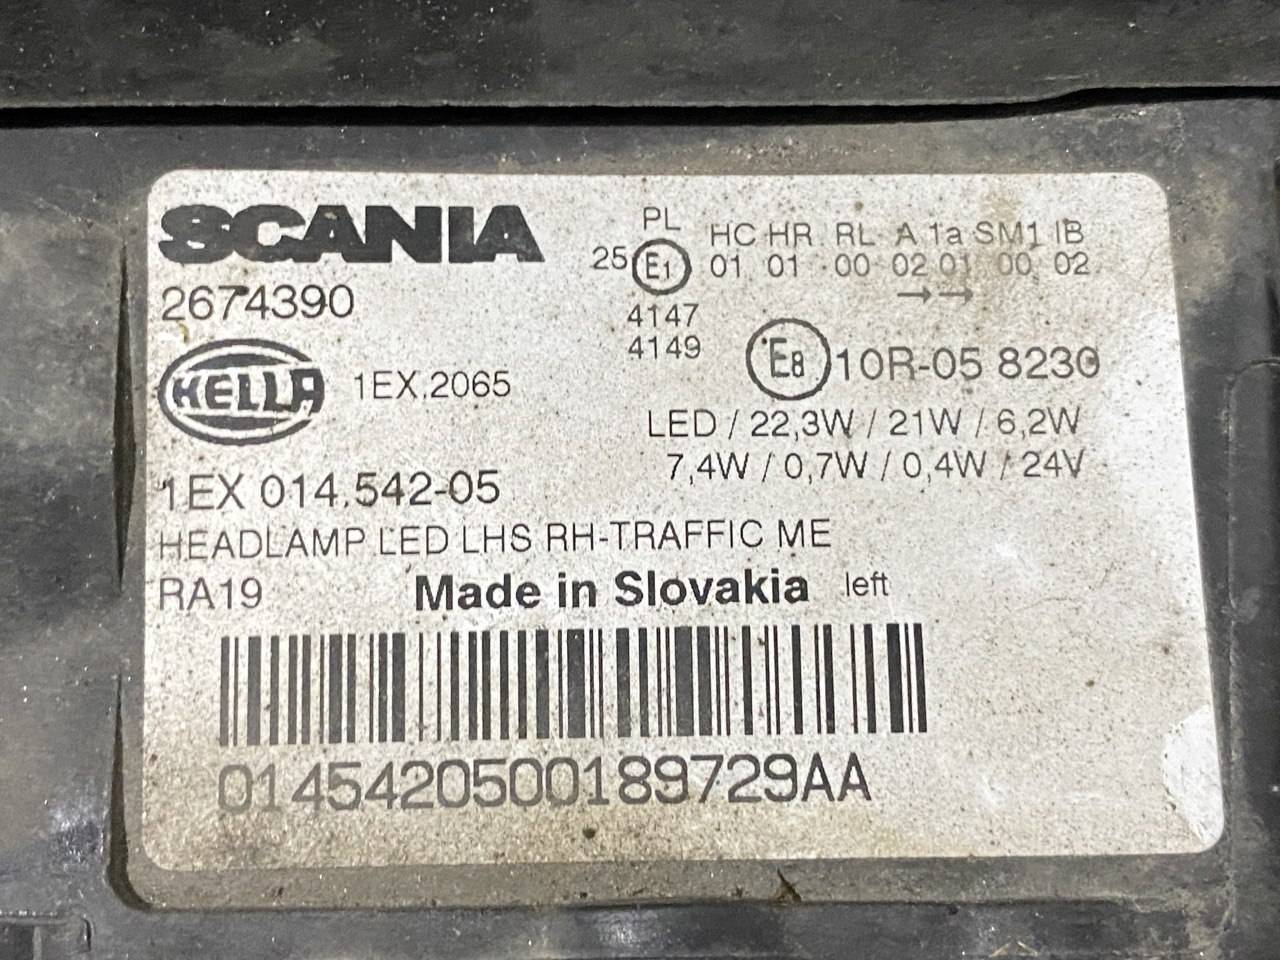 SCANIA
2674390
HELLA
1EX.2065
1EX 014.542-05
PL
25 E1
HC HR RL A 1a SM1 IB
01 01 00 02 01 00 02
→→
4147
4149
E8 10R-05 8230
LED / 22,3W / 21W / 6,2W
7,4W / 0,7W / 0,4W / 24V
HEADLAMP LED LHS RH-TRAFFIC ME
RA19 Made in Slovakia left
0145420500189729AA